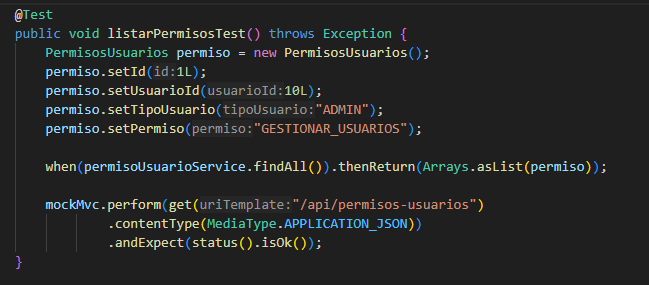 @Test
public void listarPermisosTest() throws Exception {
    PermisosUsuarios permiso = new PermisosUsuarios();
    permiso.setId(id:1L);
    permiso.setUsuarioId(usuarioId:10L);
    permiso.setTipoUsuario(tipoUsuario:"ADMIN");
    permiso.setPermiso(permiso:"GESTIONAR_USUARIOS");
    when(permisoUsuarioService.findAll()).thenReturn(Arrays.asList(permiso));
    mockMvc.perform(get(uriTemplate:"/api/permisos-usuarios")
            .contentType(MediaType.APPLICATION_JSON))
            .andExpect(status().isOk());
}